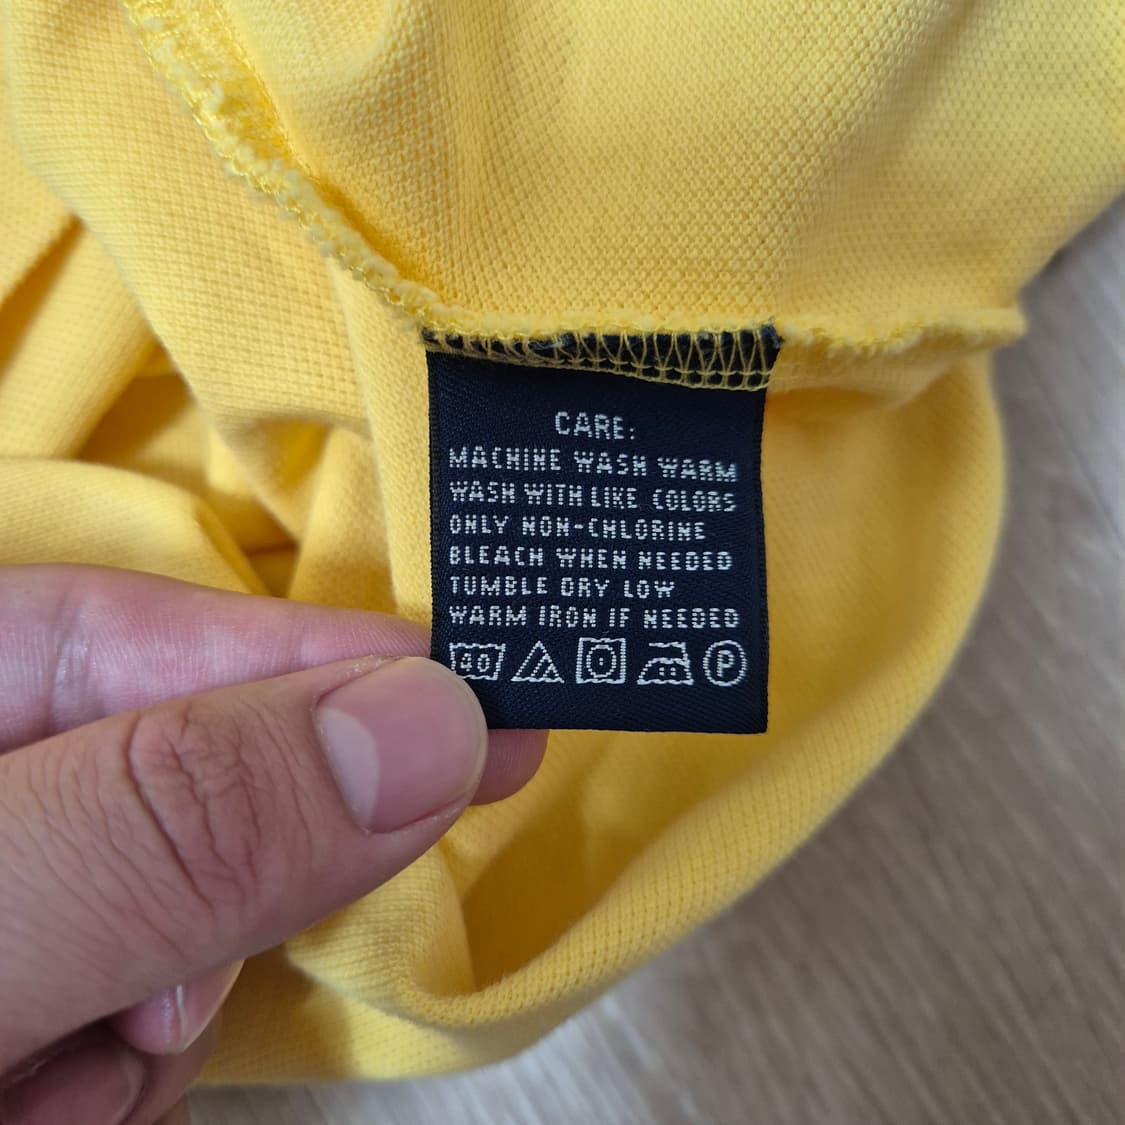 CARE:
MACHINE WASH WARM
WASH WITH LIKE COLORS
ONLY NON-CHLORINE
BLEACH WHEN NEEDED
TUMBLE DRY LOW
WARM IRON IF NEEDED
40 P